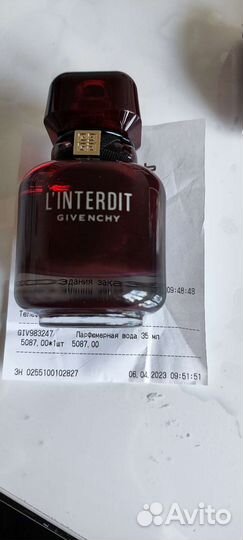 L'INTERDIT
GIVENCHY
09:48:48
Здания зака
Теле
GIV983247 Парфюмерная вода 35 мл
5087,00*1шт 5087,00
ЗН 0255100102827 06.04.2023 09:51:51
Avito